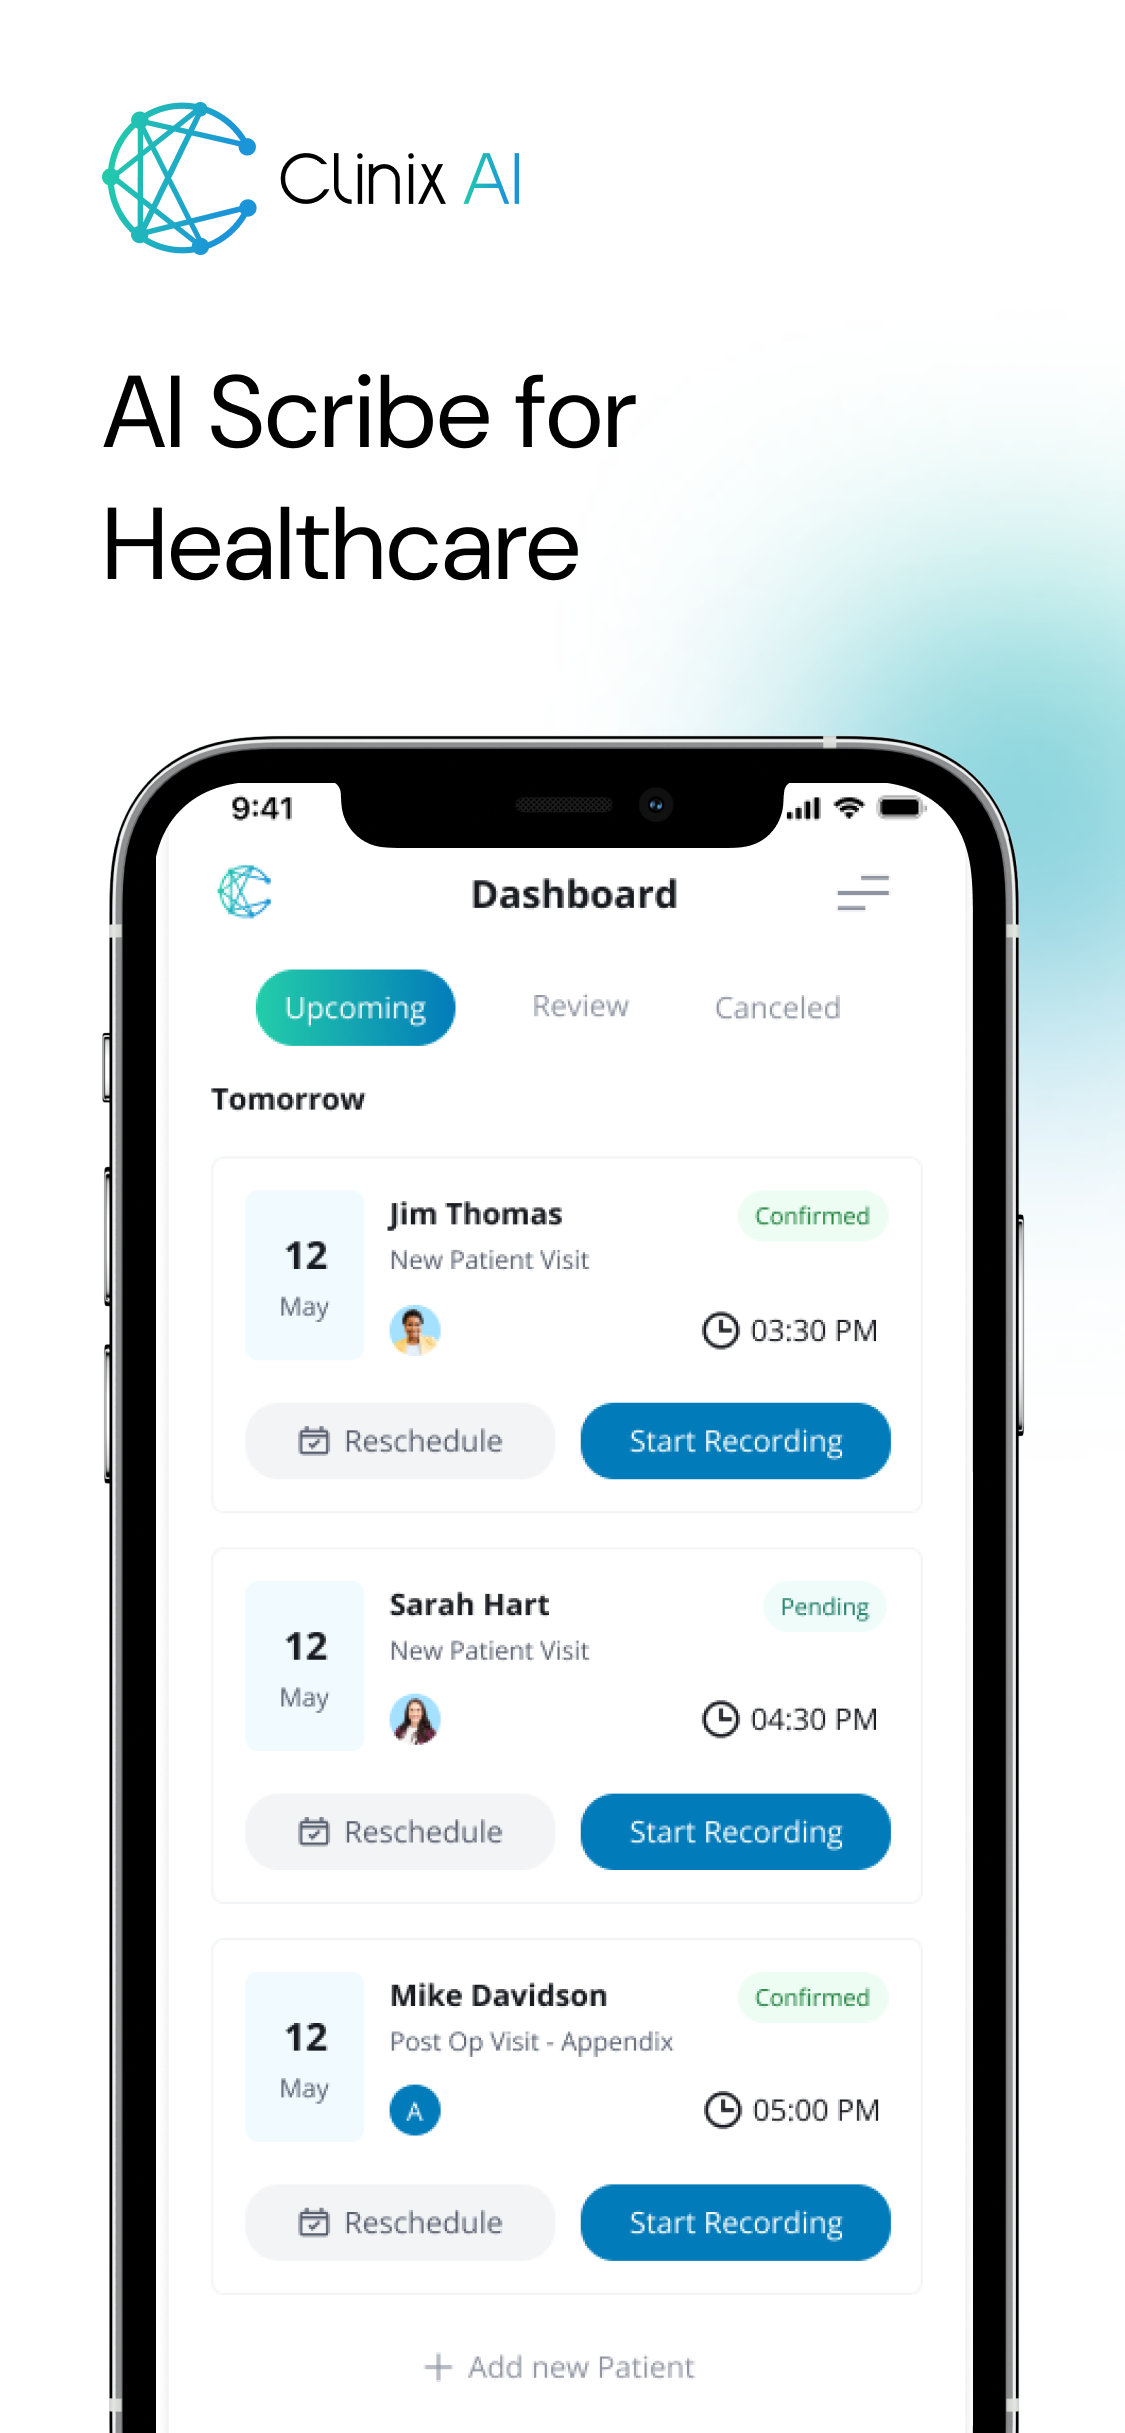 Clinix AI
AI Scribe for
Healthcare
9:41
Dashboard
Upcoming
Review
Canceled
Tomorrow
12
May
Jim Thomas
New Patient Visit
Confirmed
03:30 PM
Reschedule
Start Recording
12
May
Sarah Hart
New Patient Visit
Pending
04:30 PM
Reschedule
Start Recording
12
May
Mike Davidson
Post Op Visit - Appendix
Confirmed
A
05:00 PM
Reschedule
Start Recording
+ Add new Patient